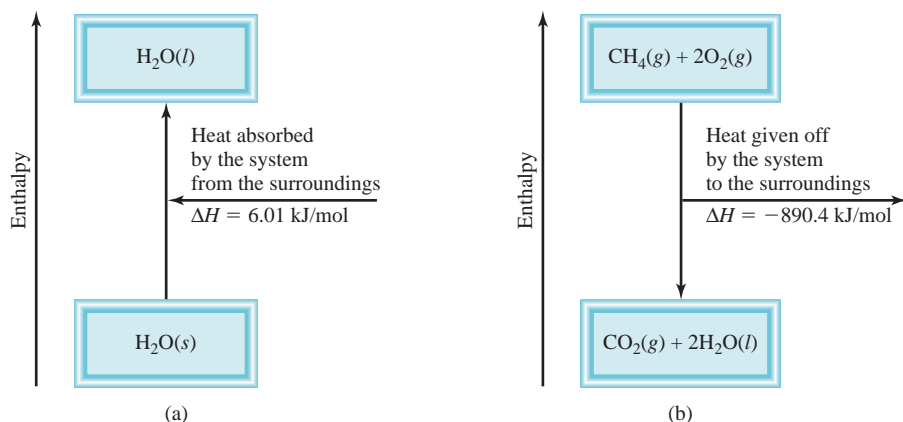 Enthalpy
H₂O(l)
Heat absorbed
by the system
from the surroundings
ΔH = 6.01 kJ/mol
H₂O(s)
(a)
Enthalpy
CH₄(g) + 2O₂(g)
Heat given off
by the system
to the surroundings
ΔH = −890.4 kJ/mol
CO₂(g) + 2H₂O(l)
(b)